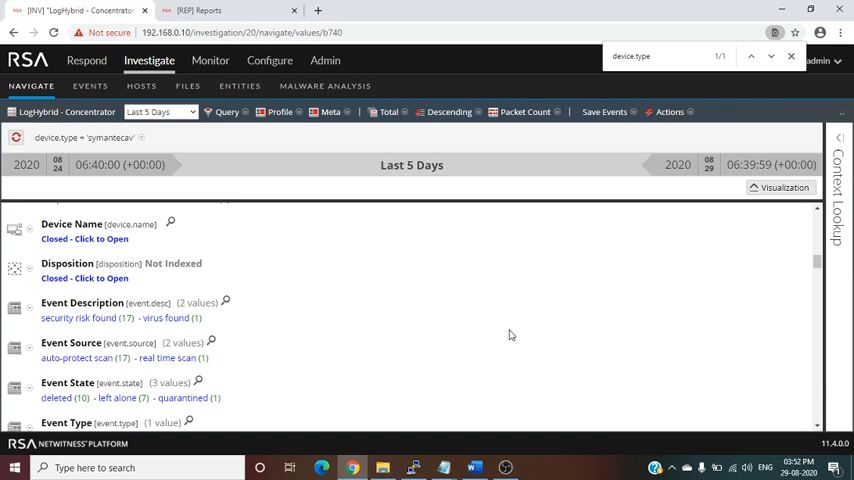 [INV] "LogHybrid - Concentrator"
[REP] Reports
Not secure | 192.168.0.10/investigation/20/navigate/values/b740
device.type 1/1
RSA Respond Investigate Monitor Configure Admin admin
NAVIGATE EVENTS HOSTS FILES ENTITIES MALWARE ANALYSIS
LogHybrid - Concentrator Last 5 Days Query Profile Meta Total Descending Packet Count Save Events Actions
device.type = 'symantecav'
2020 08 24 06:40:00 (+00:00) Last 5 Days 2020 08 29 06:39:59 (+00:00)
Visualization
Context Lookup
Device Name [device.name]
Closed - Click to Open
Disposition [disposition] Not Indexed
Closed - Click to Open
Event Description [event.desc] (2 values)
security risk found (17) - virus found (1)
Event Source [event.source] (2 values)
auto-protect scan (17) - real time scan (1)
Event State [event.state] (3 values)
deleted (10) - left alone (7) - quarantined (1)
Event Type [event.type] (1 value)
RSA NETWITNESS PLATFORM 11.4.0.0
Type here to search
ENG
03:52 PM
29-08-2020